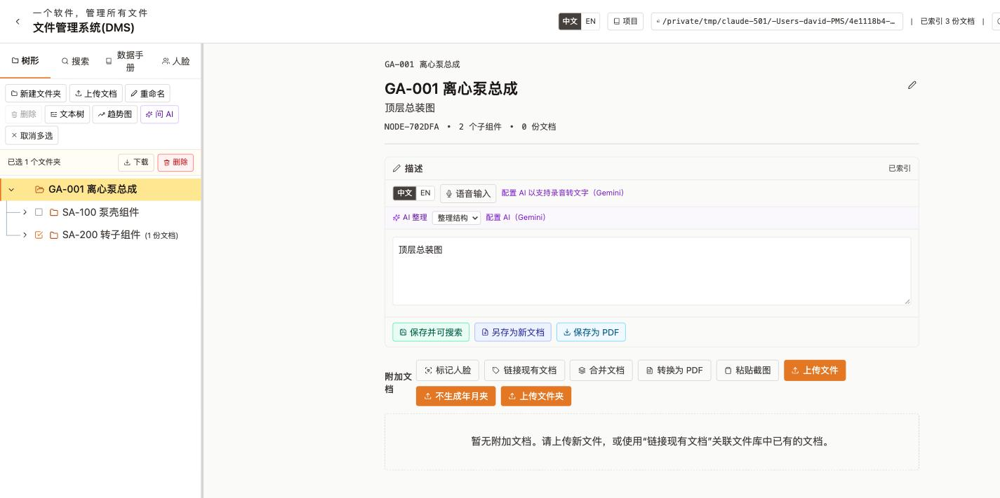 一个软件，管理所有文件
文件管理系统(DMS)
中文 EN 项目 /private/tmp/claude-501/-Users-david-PMS/4e1118b4-… | 已索引 3 份文档 |
树形 搜索 数据手册 人脸
新建文件夹 上传文档 重命名
删除 文本树 趋势图 问 AI
取消多选
已选 1 个文件夹 下载 删除
GA-001 离心泵总成
SA-100 泵壳组件
SA-200 转子组件 (1 份文档)
GA-001 离心泵总成
GA-001 离心泵总成
顶层总装图
NODE-702DFA • 2 个子组件 • 0 份文档
描述 已索引
中文 EN 语音输入 配置 AI 以支持录音转文字（Gemini）
AI 整理 整理结构 配置 AI（Gemini）
顶层总装图
保存并可搜索 另存为新文档 保存为 PDF
附加文档 标记人脸 链接现有文档 合并文档 转换为 PDF 粘贴截图 上传文件
不生成年月夹 上传文件夹
暂无附加文档。请上传新文件，或使用“链接现有文档”关联文件库中已有的文档。